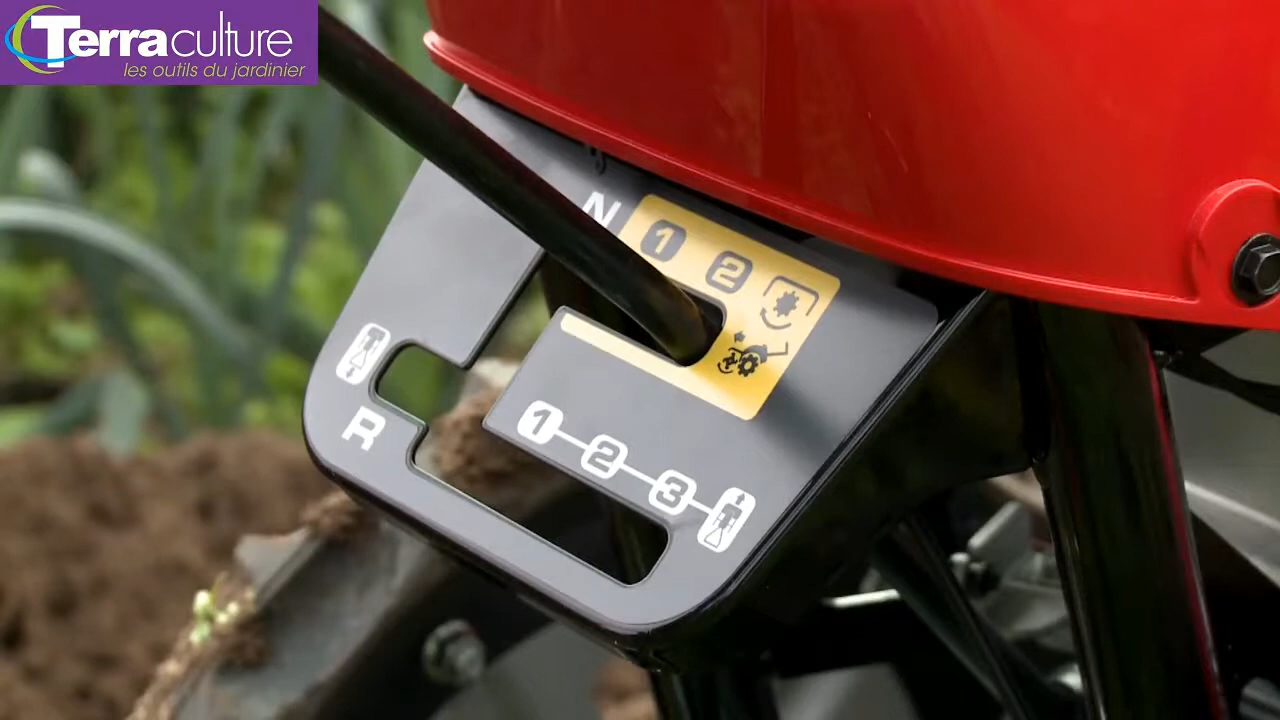 Terraculture
les outils du jardinier
N
1 2
R
1 2 3